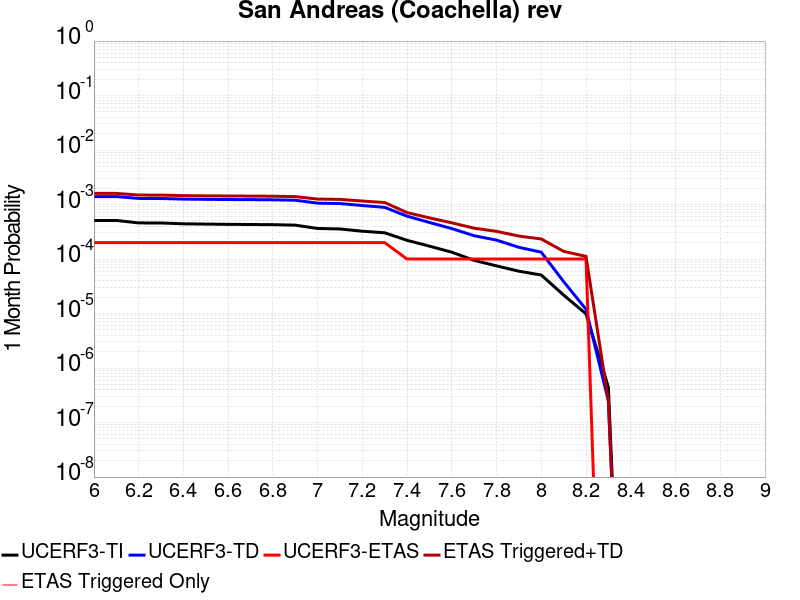 San Andreas (Coachella) rev
10 0
10 -1
10 -2
10 -3
10 -4
10 -5
10 -6
10 -7
10 -8
1 Month Probability
6 6.2 6.4 6.6 6.8 7 7.2 7.4 7.6 7.8 8 8.2 8.4 8.6 8.8 9
Magnitude
UCERF3-TI UCERF3-TD UCERF3-ETAS ETAS Triggered+TD
ETAS Triggered Only